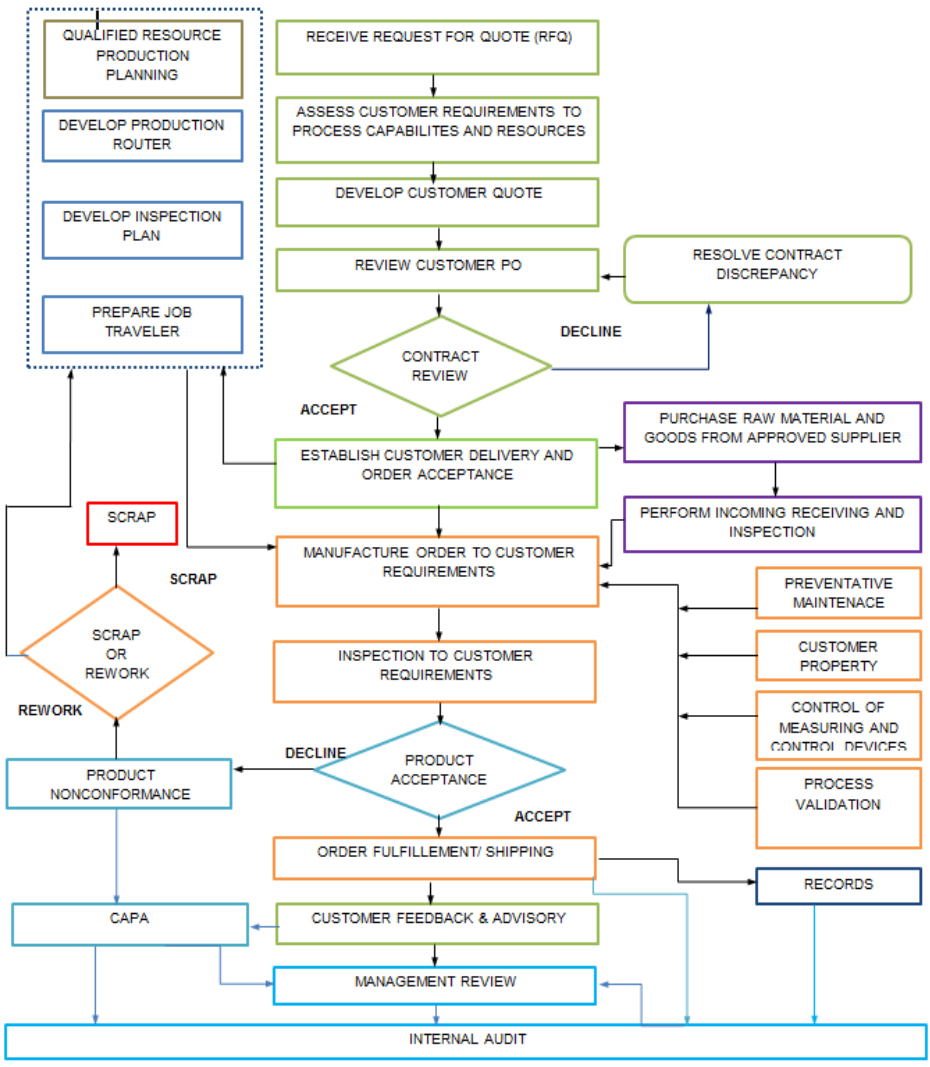 QUALIFIED RESOURCE
PRODUCTION
PLANNING
DEVELOP PRODUCTION
ROUTER
DEVELOP INSPECTION
PLAN
PREPARE JOB
TRAVELER
RECEIVE REQUEST FOR QUOTE (RFQ)
ASSESS CUSTOMER REQUIREMENTS TO
PROCESS CAPABILITES AND RESOURCES
DEVELOP CUSTOMER QUOTE
REVIEW CUSTOMER PO
RESOLVE CONTRACT
DISCREPANCY
DECLINE
CONTRACT
REVIEW
ACCEPT
ESTABLISH CUSTOMER DELIVERY AND
ORDER ACCEPTANCE
PURCHASE RAW MATERIAL AND
GOODS FROM APPROVED SUPPLIER
PERFORM INCOMING RECEIVING AND
INSPECTION
MANUFACTURE ORDER TO CUSTOMER
REQUIREMENTS
SCRAP
SCRAP
SCRAP
OR
REWORK
REWORK
PREVENTATIVE
MAINTENACE
CUSTOMER
PROPERTY
CONTROL OF
MEASURING AND
CONTROL DEVICES
PROCESS
VALIDATION
INSPECTION TO CUSTOMER
REQUIREMENTS
DECLINE
PRODUCT
ACCEPTANCE
PRODUCT
NONCONFORMANCE
ACCEPT
ORDER FULFILLEMENT/ SHIPPING
RECORDS
CAPA
CUSTOMER FEEDBACK & ADVISORY
MANAGEMENT REVIEW
INTERNAL AUDIT